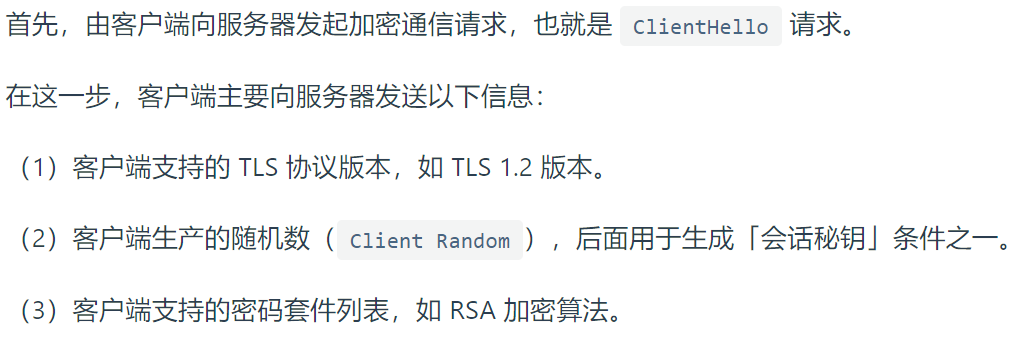 首先，由客户端向服务器发起加密通信请求，也就是 ClientHello 请求。
在这一步，客户端主要向服务器发送以下信息：
（1）客户端支持的 TLS 协议版本，如 TLS 1.2 版本。
（2）客户端生产的随机数（Client Random），后面用于生成「会话秘钥」条件之一。
（3）客户端支持的密码套件列表，如 RSA 加密算法。